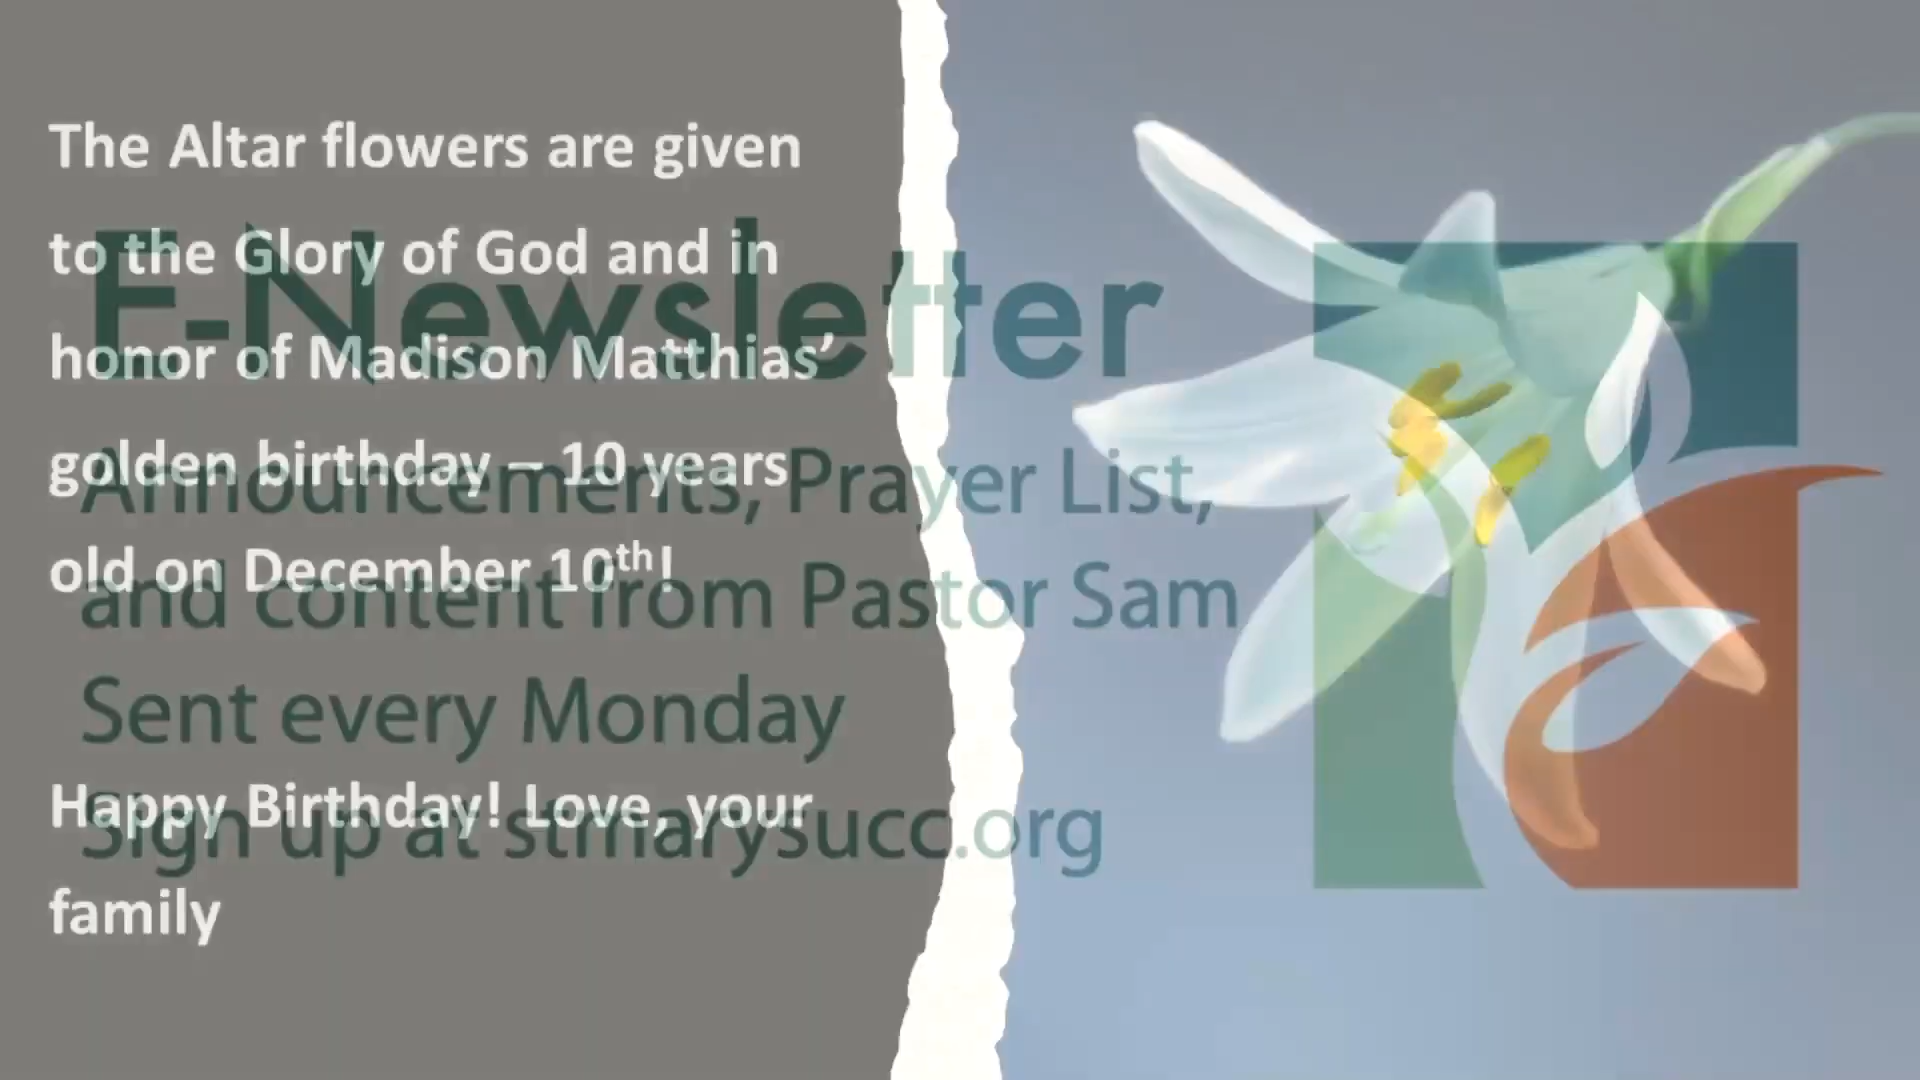 The Altar flowers are given
to the Glory of God and in
honor of Madison Matthias’
golden birthday – 10 years
old on December 10th!
Happy Birthday! Love, your
family
E-Newsletter
Announcements, Prayer List,
and content from Pastor Sam
Sent every Monday
Sign up at stmarysucc.org